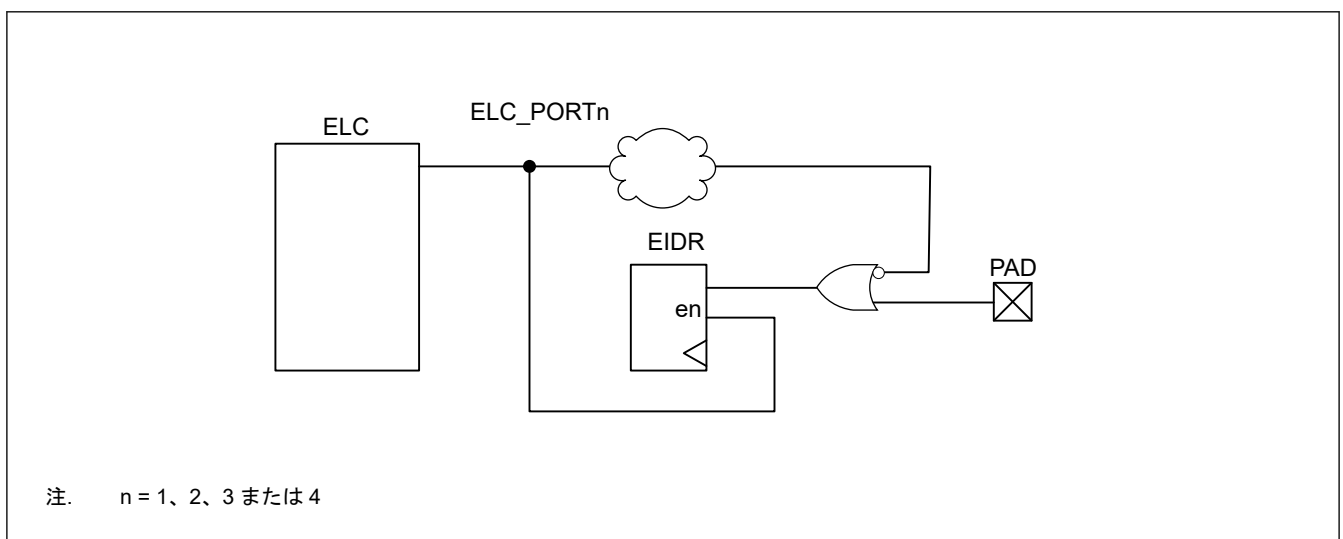 ELC_PORTn
ELC
EIDR
PAD
en
注. n = 1、2、3 または 4